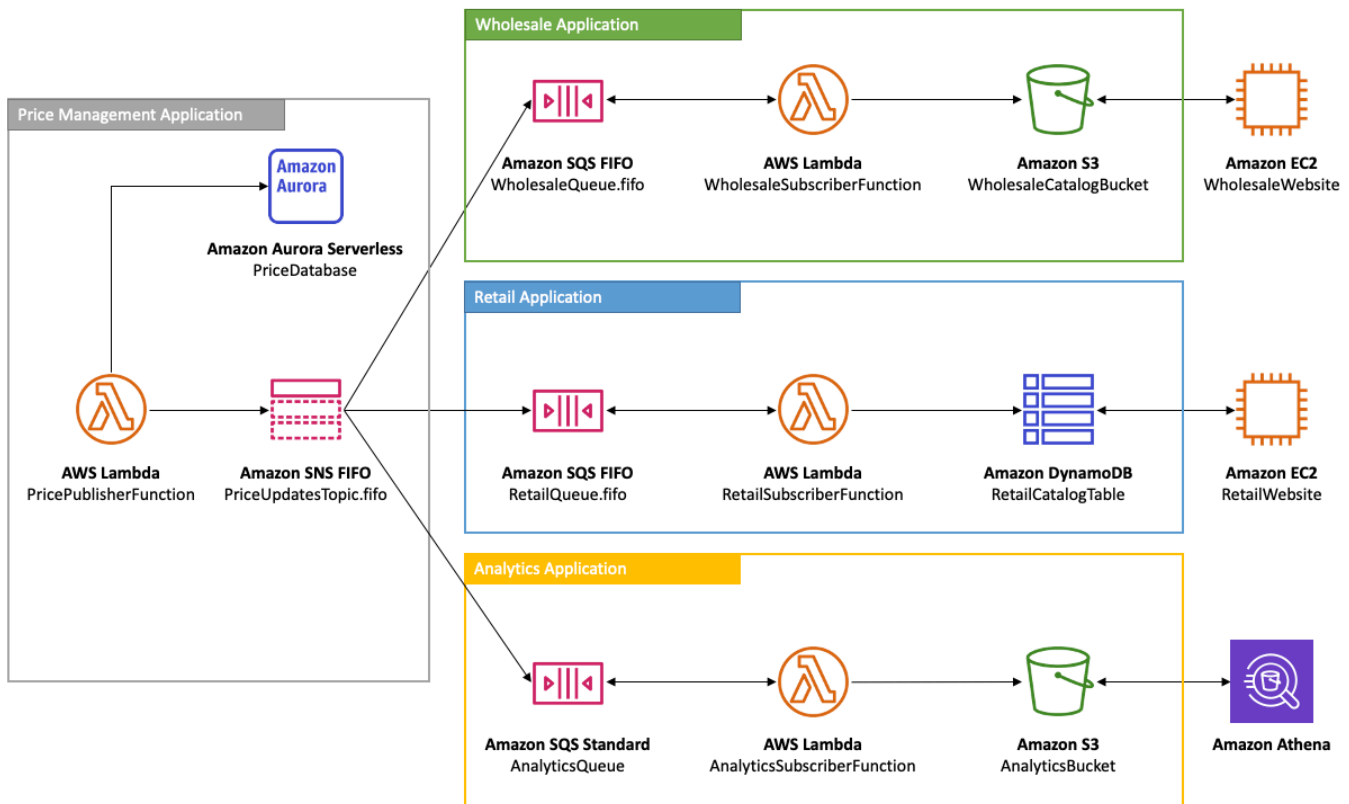 Wholesale Application
Amazon SQS FIFO
WholesaleQueue.fifo
AWS Lambda
WholesaleSubscriberFunction
Amazon S3
WholesaleCatalogBucket
Amazon EC2
WholesaleWebsite
Price Management Application
Amazon
Aurora
Amazon Aurora Serverless
PriceDatabase
AWS Lambda
PricePublisherFunction
Amazon SNS FIFO
PriceUpdatesTopic.fifo
Retail Application
Amazon SQS FIFO
RetailQueue.fifo
AWS Lambda
RetailSubscriberFunction
Amazon DynamoDB
RetailCatalogTable
Amazon EC2
RetailWebsite
Analytics Application
Amazon SQS Standard
AnalyticsQueue
AWS Lambda
AnalyticsSubscriberFunction
Amazon S3
AnalyticsBucket
Amazon Athena